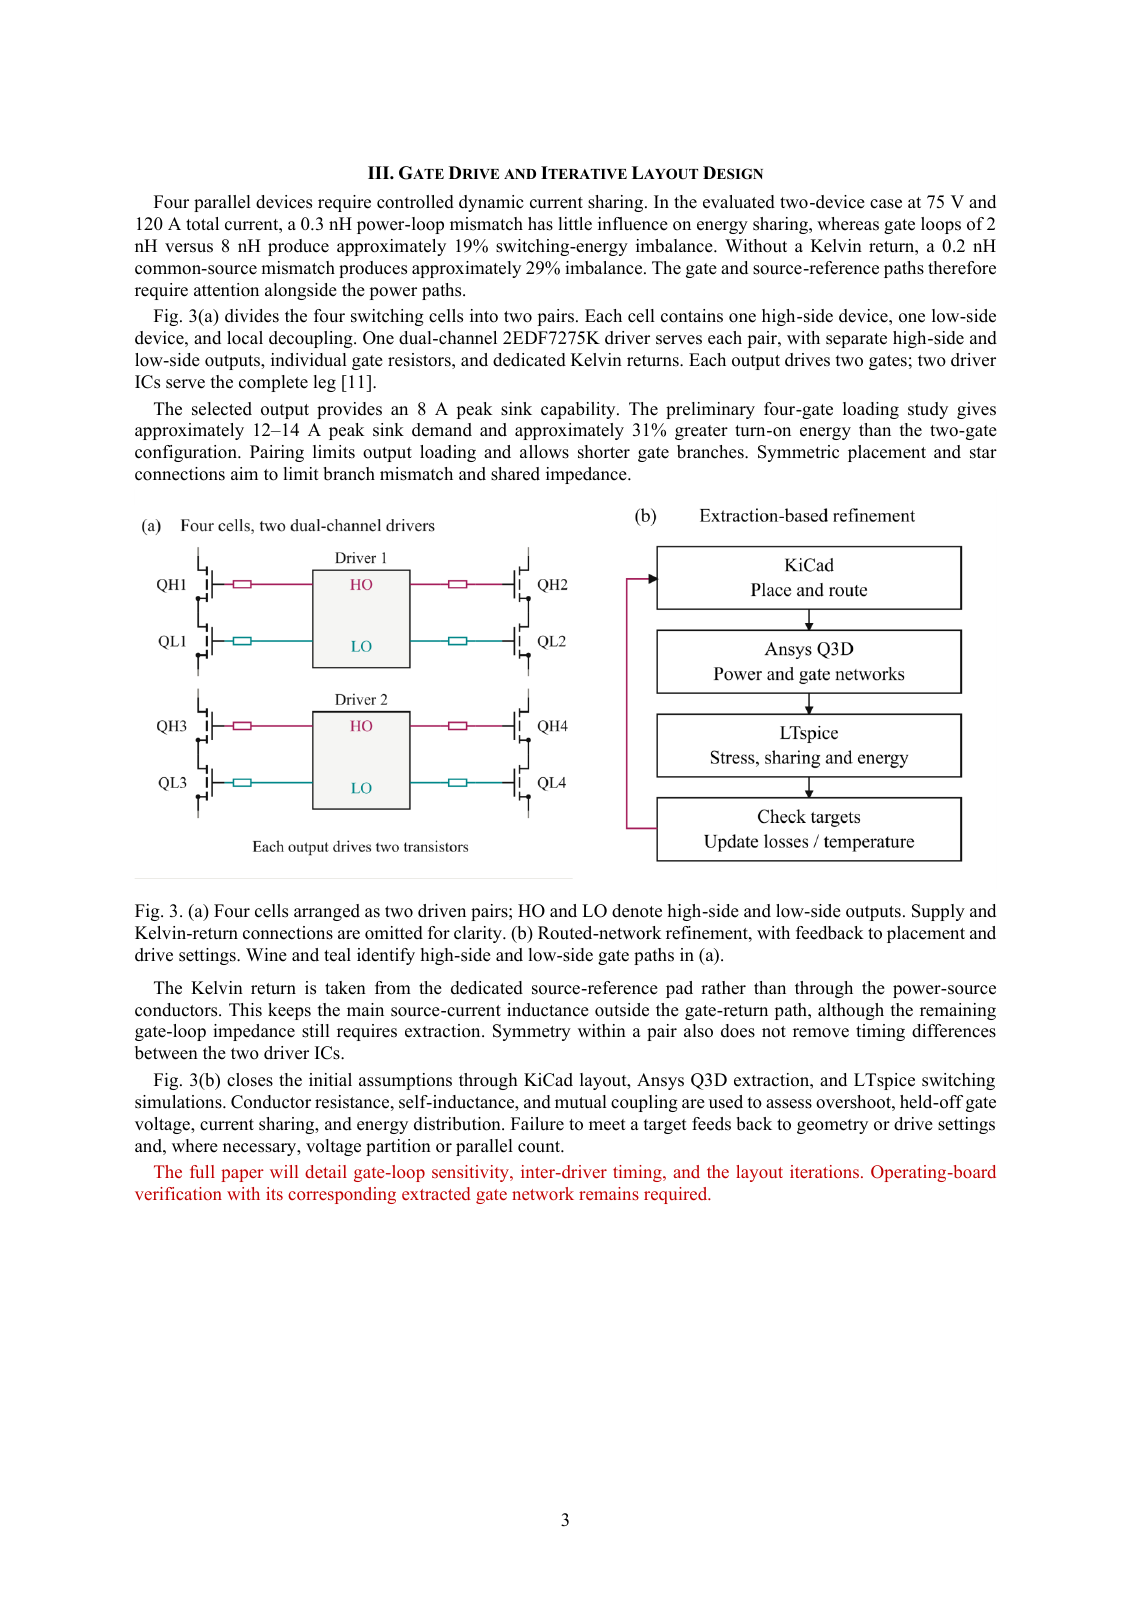 III. GATE DRIVE AND ITERATIVE LAYOUT DESIGN
Four parallel devices require controlled dynamic current sharing. In the evaluated two-device case at 75 V and
120 A total current, a 0.3 nH power-loop mismatch has little influence on energy sharing, whereas gate loops of 2
nH versus 8 nH produce approximately 19% switching-energy imbalance. Without a Kelvin return, a 0.2 nH
common-source mismatch produces approximately 29% imbalance. The gate and source-reference paths therefore
require attention alongside the power paths.
Fig. 3(a) divides the four switching cells into two pairs. Each cell contains one high-side device, one low-side
device, and local decoupling. One dual-channel 2EDF7275K driver serves each pair, with separate high-side and
low-side outputs, individual gate resistors, and dedicated Kelvin returns. Each output drives two gates; two driver
ICs serve the complete leg [11].
The selected output provides an 8 A peak sink capability. The preliminary four-gate loading study gives
approximately 12–14 A peak sink demand and approximately 31% greater turn-on energy than the two-gate
configuration. Pairing limits output loading and allows shorter gate branches. Symmetric placement and star
connections aim to limit branch mismatch and shared impedance.
(a) Four cells, two dual-channel drivers
Driver 1
QH1 HO QH2
QL1 LO QL2
Driver 2
QH3 HO QH4
QL3 LO QL4
Each output drives two transistors
(b) Extraction-based refinement
KiCad
Place and route
Ansys Q3D
Power and gate networks
LTspice
Stress, sharing and energy
Check targets
Update losses / temperature
Fig. 3. (a) Four cells arranged as two driven pairs; HO and LO denote high-side and low-side outputs. Supply and
Kelvin-return connections are omitted for clarity. (b) Routed-network refinement, with feedback to placement and
drive settings. Wine and teal identify high-side and low-side gate paths in (a).
The Kelvin return is taken from the dedicated source-reference pad rather than through the power-source
conductors. This keeps the main source-current inductance outside the gate-return path, although the remaining
gate-loop impedance still requires extraction. Symmetry within a pair also does not remove timing differences
between the two driver ICs.
Fig. 3(b) closes the initial assumptions through KiCad layout, Ansys Q3D extraction, and LTspice switching
simulations. Conductor resistance, self-inductance, and mutual coupling are used to assess overshoot, held-off gate
voltage, current sharing, and energy distribution. Failure to meet a target feeds back to geometry or drive settings
and, where necessary, voltage partition or parallel count.
The full paper will detail gate-loop sensitivity, inter-driver timing, and the layout iterations. Operating-board
verification with its corresponding extracted gate network remains required.
3